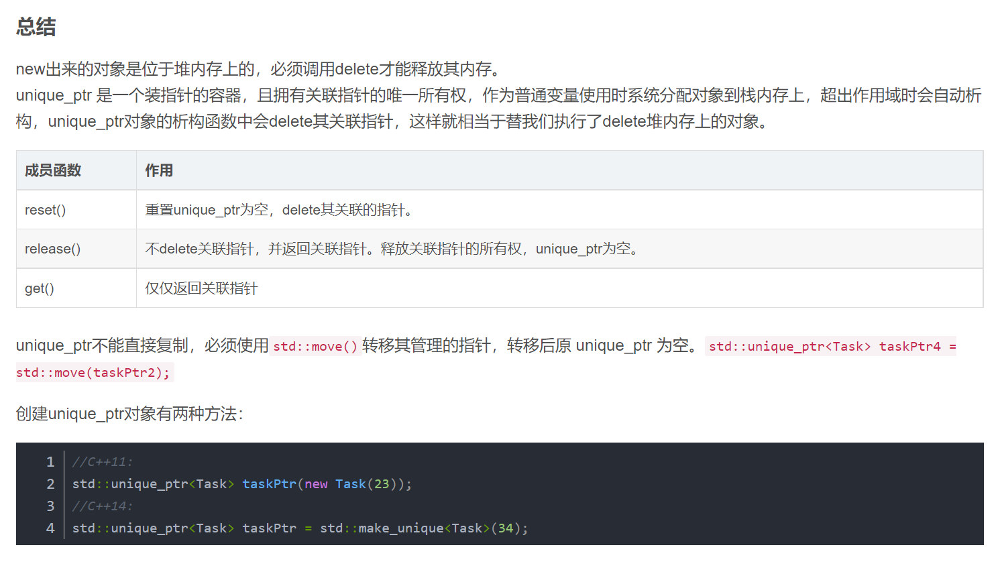 总结
new出来的对象是位于堆内存上的，必须调用delete才能释放其内存。
unique_ptr 是一个装指针的容器，且拥有关联指针的唯一所有权，作为普通变量使用时系统分配对象到栈内存上，超出作用域时会自动析
构，unique_ptr对象的析构函数中会delete其关联指针，这样就相当于替我们执行了delete堆内存上的对象。
成员函数 作用
reset() 重置unique_ptr为空，delete其关联的指针。
release() 不delete关联指针，并返回关联指针。释放关联指针的所有权，unique_ptr为空。
get() 仅仅返回关联指针
unique_ptr不能直接复制，必须使用std::move()转移其管理的指针，转移后原 unique_ptr 为空。std::unique_ptr<Task> taskPtr4 =
std::move(taskPtr2);
创建unique_ptr对象有两种方法：
1 //C++11:
2 std::unique_ptr<Task> taskPtr(new Task(23));
3 //C++14:
4 std::unique_ptr<Task> taskPtr = std::make_unique<Task>(34);